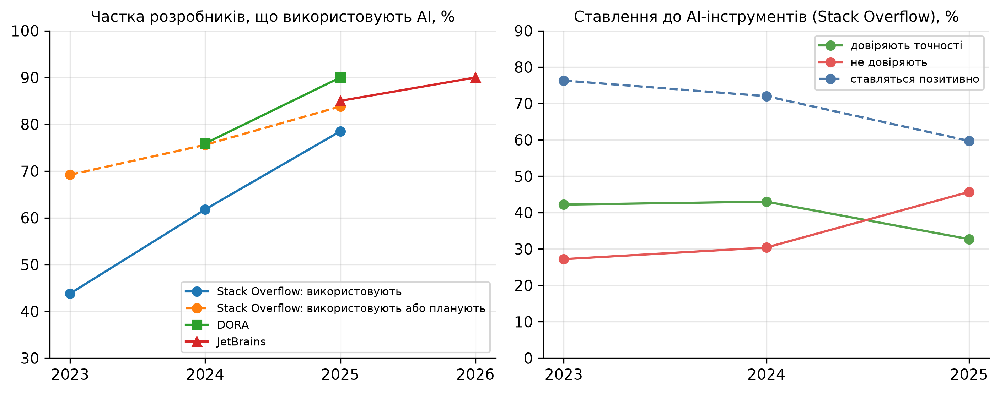 Частка розробників, що використовують AI, %
100
90
80
70
60
50
40
30
2023
2024
2025
2026
Stack Overflow: використовують
Stack Overflow: використовують або планують
DORA
JetBrains
Ставлення до AI-інструментів (Stack Overflow), %
90
80
70
60
50
40
30
20
10
0
2023
2024
2025
довіряють точності
не довіряють
ставляться позитивно